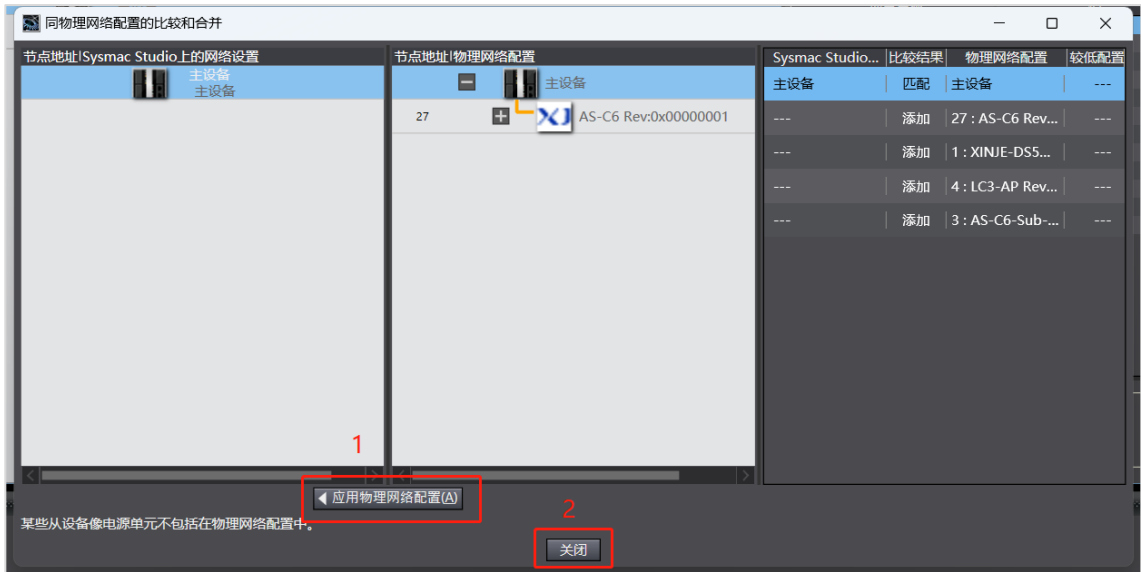 同物理网络配置的比较和合并
节点地址|Sysmac Studio上的网络设置
主设备
主设备
节点地址|物理网络配置
主设备
27 XJ AS-C6 Rev:0x00000001
Sysmac Studio... 比较结果 物理网络配置 较低配置
主设备 匹配 主设备 ---
--- 添加 27 : AS-C6 Rev... ---
--- 添加 1 : XINJE-DS5... ---
--- 添加 4 : LC3-AP Rev... ---
--- 添加 3 : AS-C6-Sub-... ---
1
应用物理网络配置(A)
某些从设备像电源单元不包括在物理网络配置中。
2
关闭